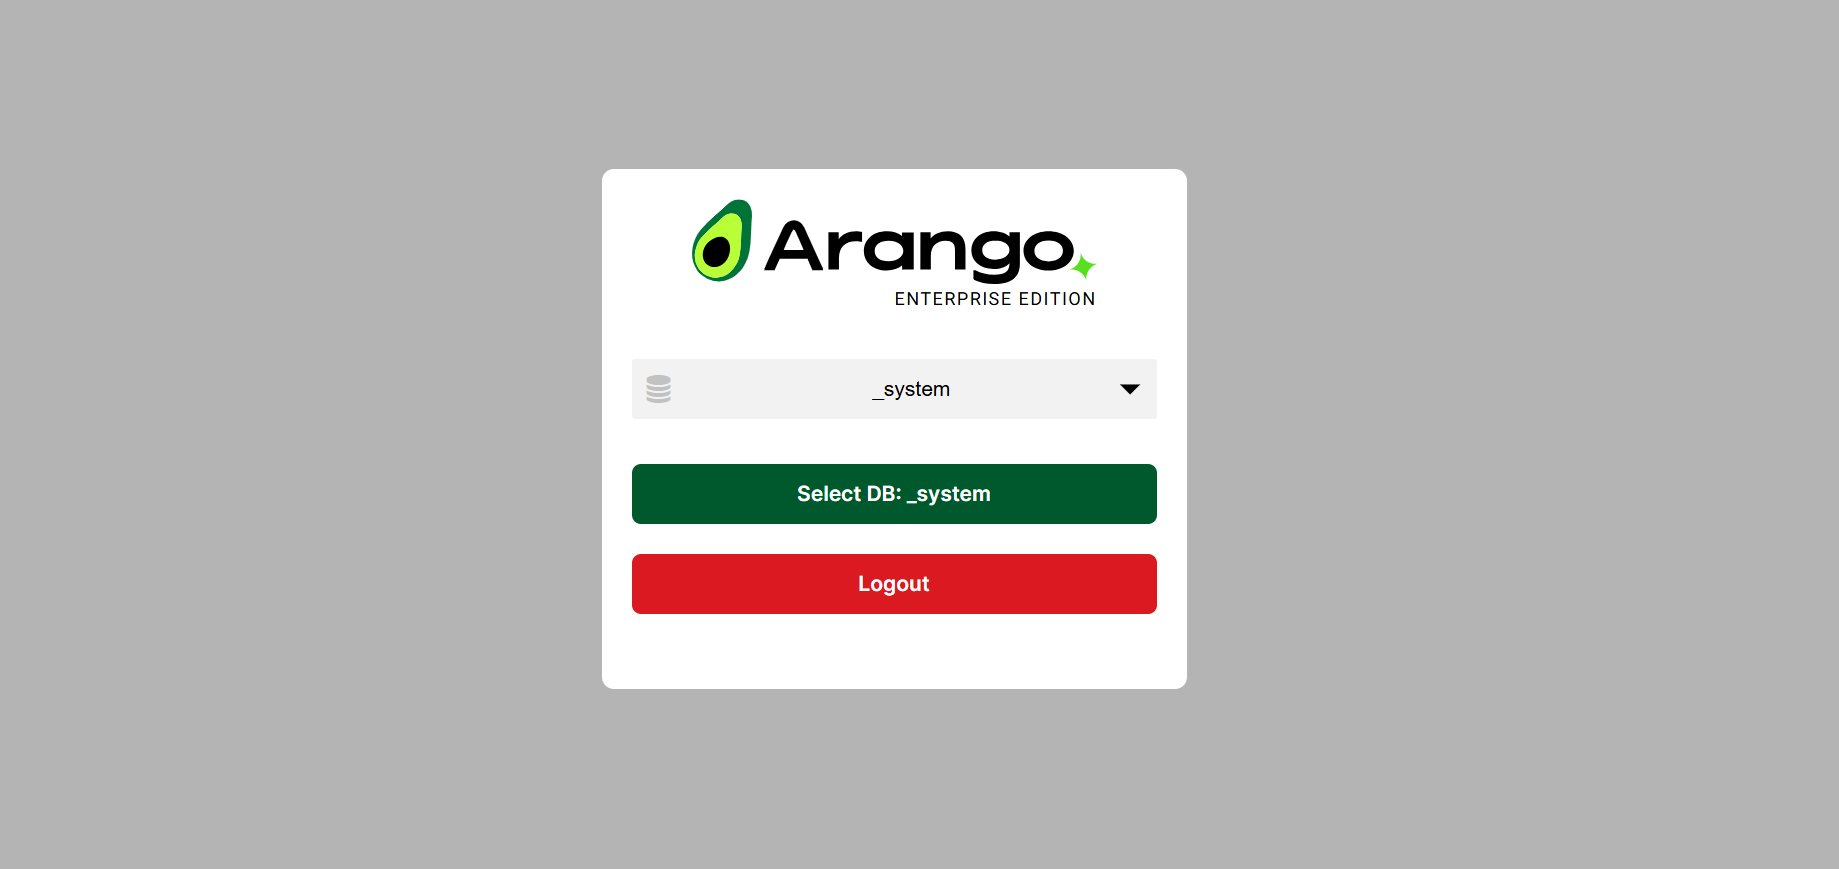 Arango
ENTERPRISE EDITION
_system
Select DB: _system
Logout